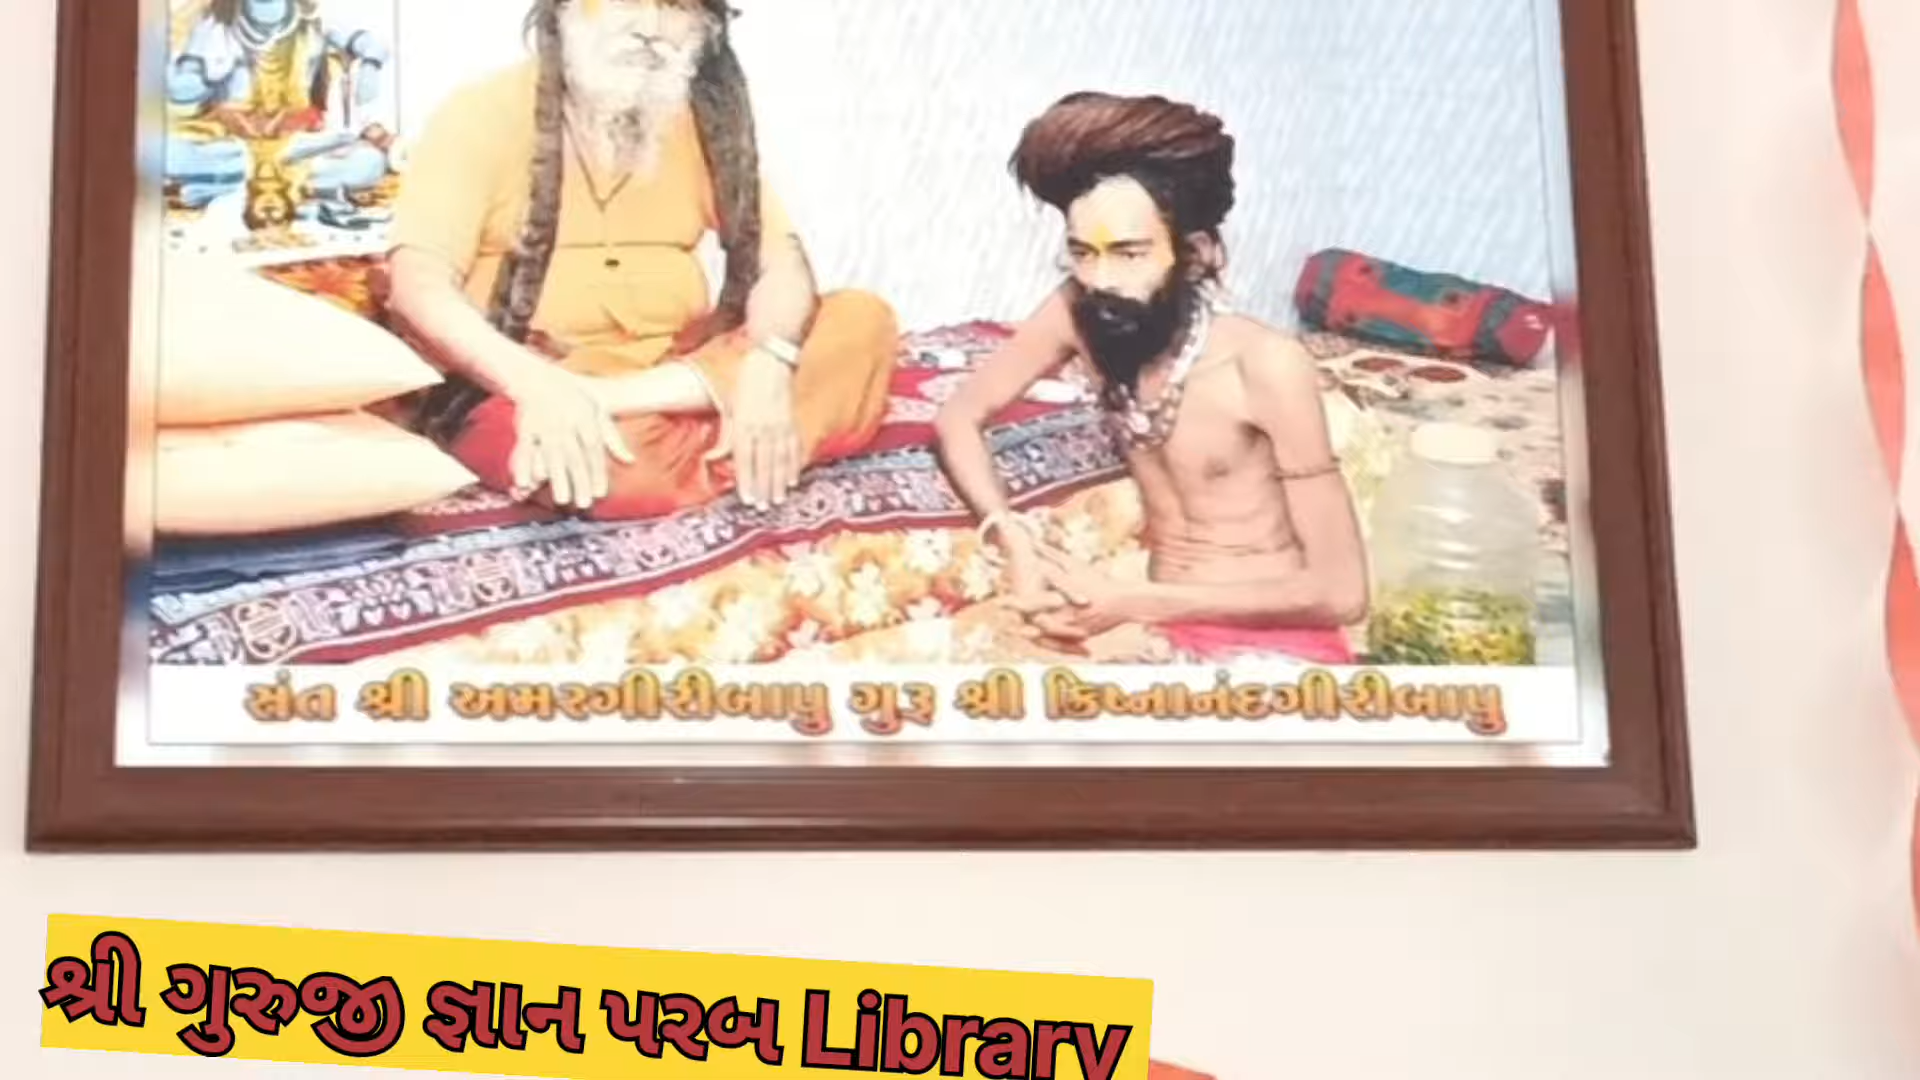 સંત શ્રી અમરગીરીબાપુ ગુરૂ શ્રી ક્રિષ્નાનંદગીરીબાપુ
શ્રી ગુરુજી જ્ઞાન પરબ Library